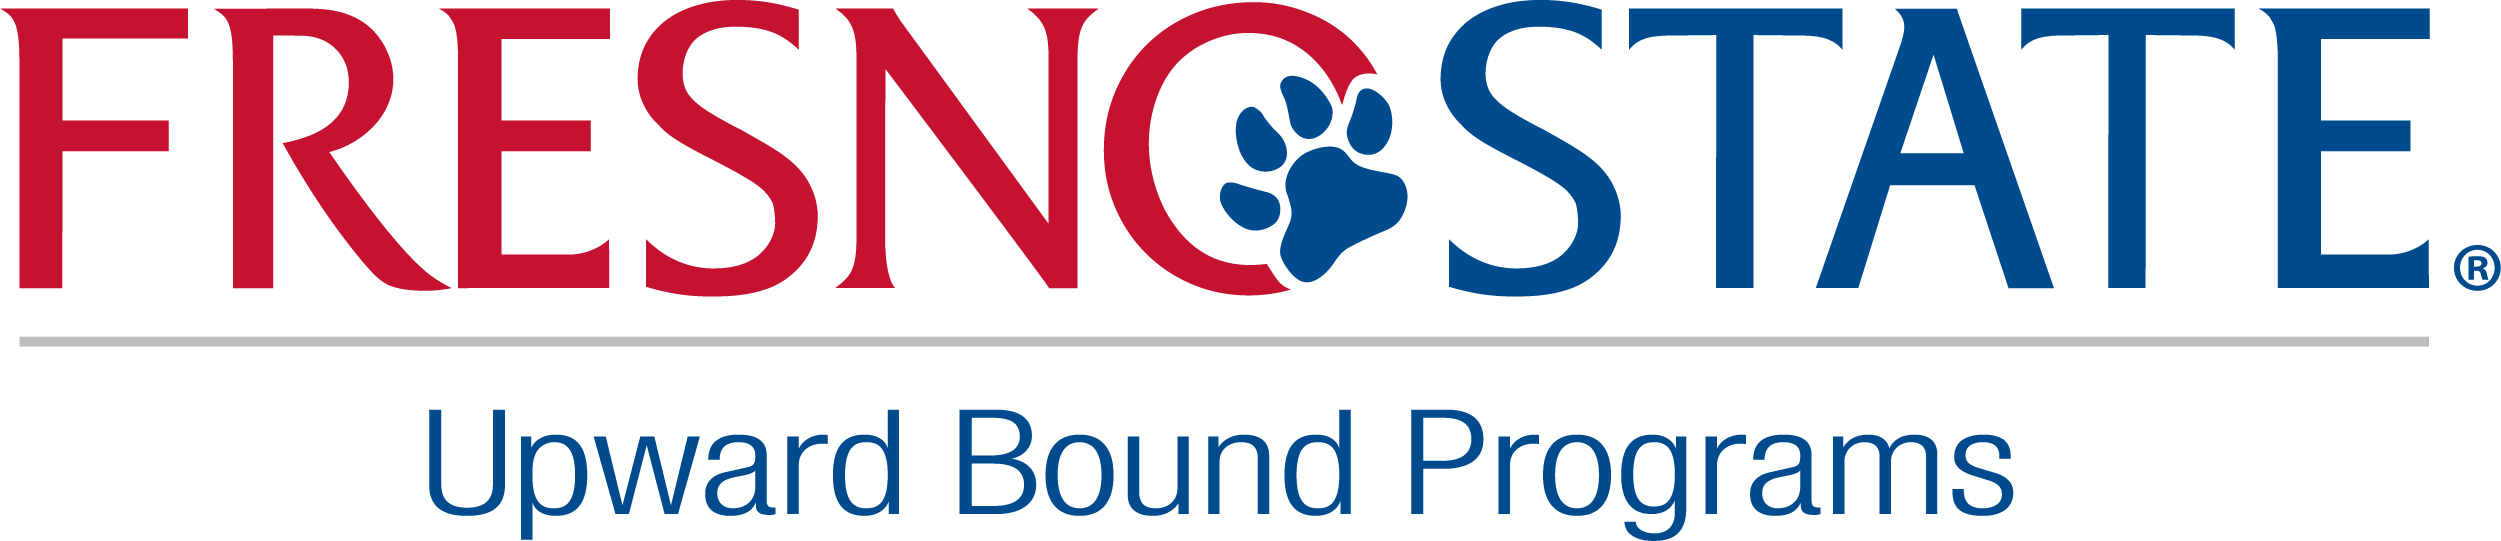 FRESNO STATE®
Upward Bound Programs